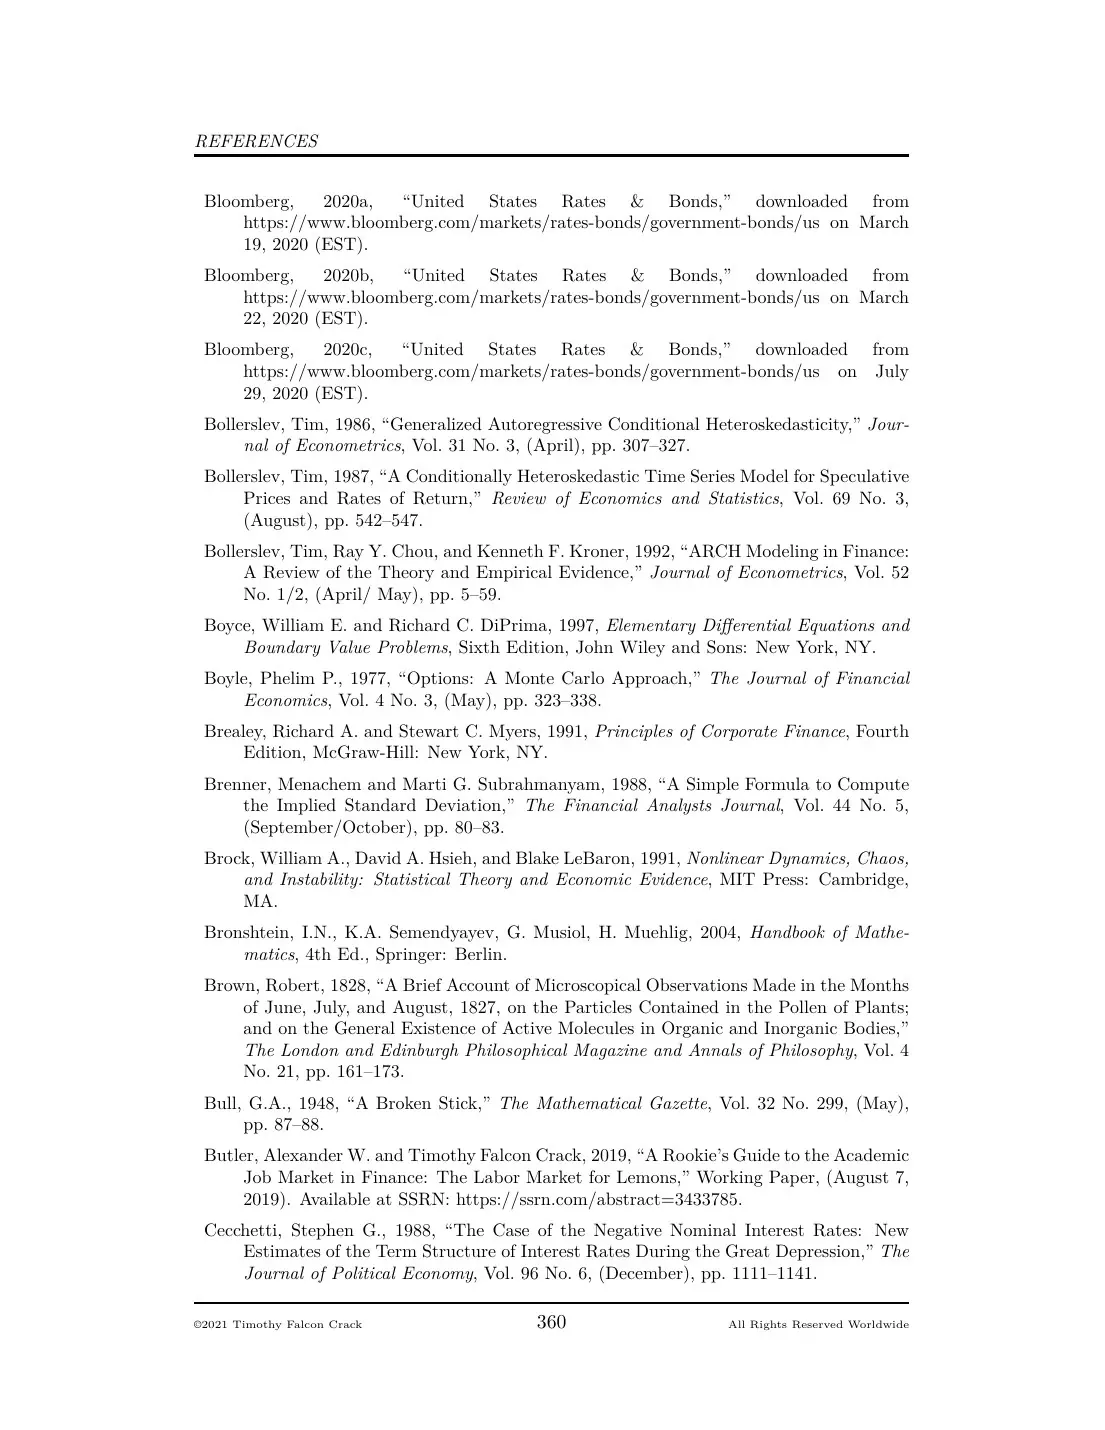 REFERENCES
Bloomberg, 2020a, “United States Rates & Bonds,” downloaded from
https://www.bloomberg.com/markets/rates-bonds/government-bonds/us on March
19, 2020 (EST).
Bloomberg, 2020b, “United States Rates & Bonds,” downloaded from
https://www.bloomberg.com/markets/rates-bonds/government-bonds/us on March
22, 2020 (EST).
Bloomberg, 2020c, “United States Rates & Bonds,” downloaded from
https://www.bloomberg.com/markets/rates-bonds/government-bonds/us on July
29, 2020 (EST).
Bollerslev, Tim, 1986, “Generalized Autoregressive Conditional Heteroskedasticity,” Jour-
nal of Econometrics, Vol. 31 No. 3, (April), pp. 307–327.
Bollerslev, Tim, 1987, “A Conditionally Heteroskedastic Time Series Model for Speculative
Prices and Rates of Return,” Review of Economics and Statistics, Vol. 69 No. 3,
(August), pp. 542–547.
Bollerslev, Tim, Ray Y. Chou, and Kenneth F. Kroner, 1992, “ARCH Modeling in Finance:
A Review of the Theory and Empirical Evidence,” Journal of Econometrics, Vol. 52
No. 1/2, (April/ May), pp. 5–59.
Boyce, William E. and Richard C. DiPrima, 1997, Elementary Differential Equations and
Boundary Value Problems, Sixth Edition, John Wiley and Sons: New York, NY.
Boyle, Phelim P., 1977, “Options: A Monte Carlo Approach,” The Journal of Financial
Economics, Vol. 4 No. 3, (May), pp. 323–338.
Brealey, Richard A. and Stewart C. Myers, 1991, Principles of Corporate Finance, Fourth
Edition, McGraw-Hill: New York, NY.
Brenner, Menachem and Marti G. Subrahmanyam, 1988, “A Simple Formula to Compute
the Implied Standard Deviation,” The Financial Analysts Journal, Vol. 44 No. 5,
(September/October), pp. 80–83.
Brock, William A., David A. Hsieh, and Blake LeBaron, 1991, Nonlinear Dynamics, Chaos,
and Instability: Statistical Theory and Economic Evidence, MIT Press: Cambridge,
MA.
Bronshtein, I.N., K.A. Semendyayev, G. Musiol, H. Muehlig, 2004, Handbook of Mathe-
matics, 4th Ed., Springer: Berlin.
Brown, Robert, 1828, “A Brief Account of Microscopical Observations Made in the Months
of June, July, and August, 1827, on the Particles Contained in the Pollen of Plants;
and on the General Existence of Active Molecules in Organic and Inorganic Bodies,”
The London and Edinburgh Philosophical Magazine and Annals of Philosophy, Vol. 4
No. 21, pp. 161–173.
Bull, G.A., 1948, “A Broken Stick,” The Mathematical Gazette, Vol. 32 No. 299, (May),
pp. 87–88.
Butler, Alexander W. and Timothy Falcon Crack, 2019, “A Rookie’s Guide to the Academic
Job Market in Finance: The Labor Market for Lemons,” Working Paper, (August 7,
2019). Available at SSRN: https://ssrn.com/abstract=3433785.
Cecchetti, Stephen G., 1988, “The Case of the Negative Nominal Interest Rates: New
Estimates of the Term Structure of Interest Rates During the Great Depression,” The
Journal of Political Economy, Vol. 96 No. 6, (December), pp. 1111–1141.
©2021 Timothy Falcon Crack 360 All Rights Reserved Worldwide